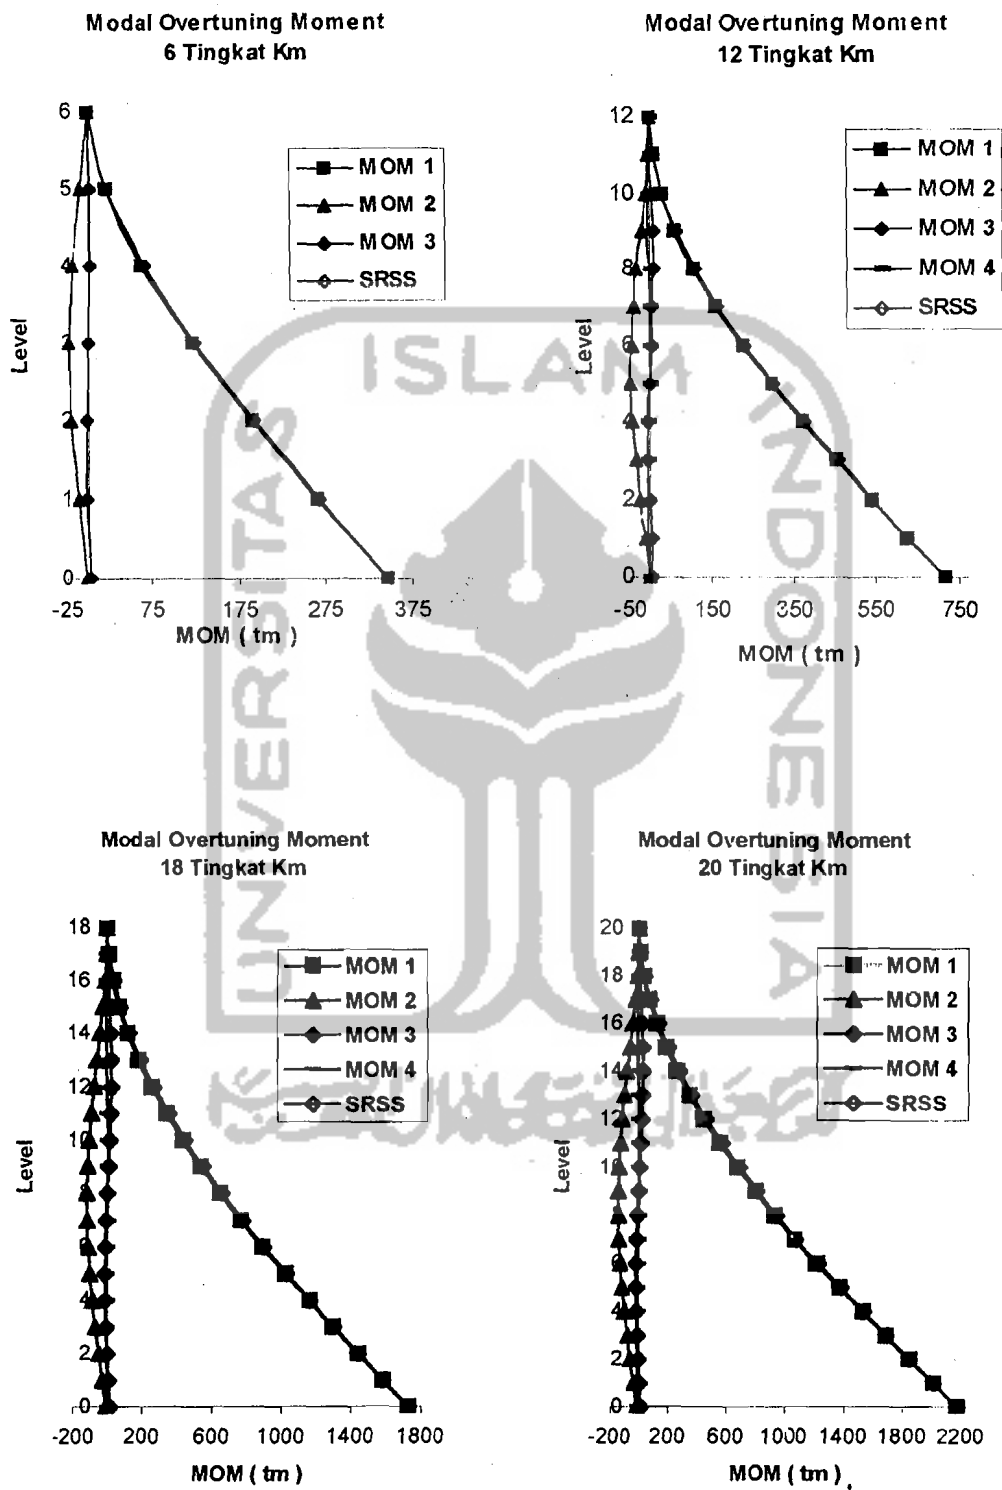 Modal Overtuning Moment
6 Tingkat Km
6
5
4
3
2
1
0
Level
-25 75 175 275 375
MOM ( tm )
MOM 1
MOM 2
MOM 3
SRSS
Modal Overtuning Moment
12 Tingkat Km
12
10
8
6
4
2
0
Level
-50 150 350 550 750
MOM ( tm )
MOM 1
MOM 2
MOM 3
MOM 4
SRSS
ISLAM
UNIVERSITAS
INDONESIA
Modal Overtuning Moment
18 Tingkat Km
18
16
14
12
10
8
6
4
2
0
Level
-200 200 600 1000 1400 1800
MOM ( tm )
MOM 1
MOM 2
MOM 3
MOM 4
SRSS
Modal Overtuning Moment
20 Tingkat Km
20
18
16
14
12
10
8
6
4
2
0
Level
-200 200 600 1000 1400 1800 2200
MOM ( tm )
MOM 1
MOM 2
MOM 3
MOM 4
SRSS